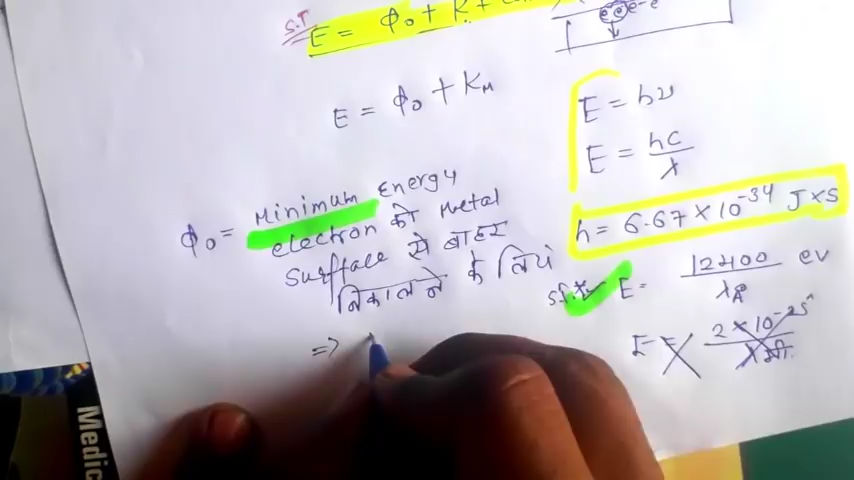 S.T
E = ϕ₀ + K +
e-e
E = ϕ₀ + Kₘ
E = hν
E = hc/λ
h = 6.67 × 10⁻³⁴ J×S
ϕ₀ = Minimum Energy
electron को Metal
Surfface से बाहर
निकालने के लिये
⇒
E = 12400/λÅ ev
E = 2×10⁻²⁵
Medic